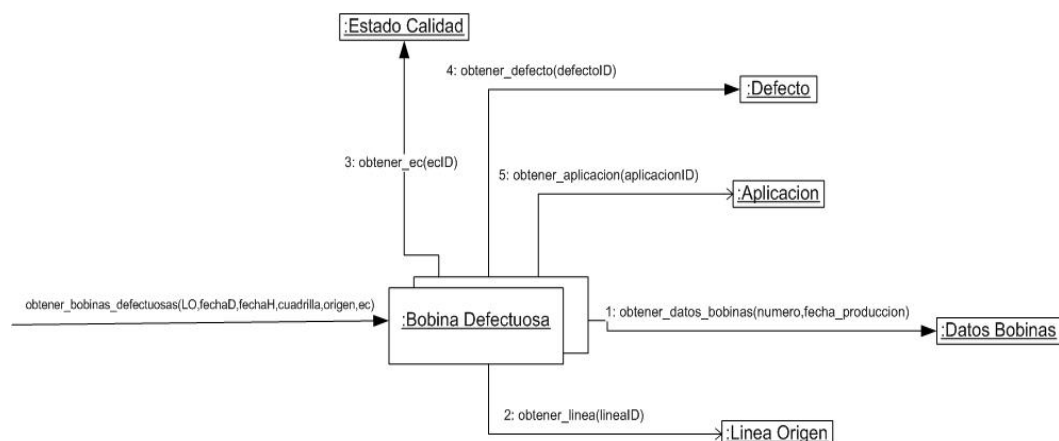 :Estado Calidad
4: obtener_defecto(defectoID)
:Defecto
3: obtener_ec(ecID)
5: obtener_aplicacion(aplicacionID)
:Aplicacion
obtener_bobinas_defectuosas(LO,fechaD,fechaH,cuadrilla,origen,ec)
:Bobina Defectuosa
1: obtener_datos_bobinas(numero,fecha_produccion)
:Datos Bobinas
2: obtener_linea(lineaID)
:Linea Origen